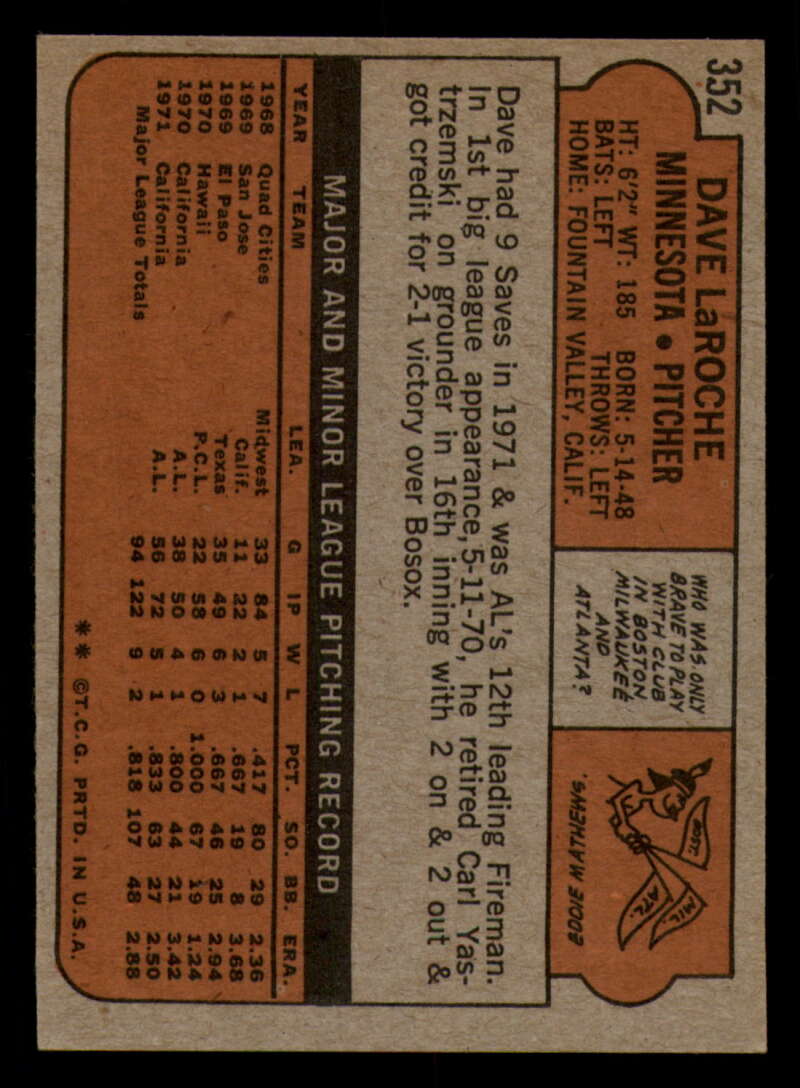 352
DAVE LaROCHE
MINNESOTA • PITCHER
HT: 6'2" WT: 185 BORN: 5-14-48
BATS: LEFT THROWS: LEFT
HOME: FOUNTAIN VALLEY, CALIF.
WHO WAS ONLY
BRAVE TO PLAY
WITH CLUB
IN BOSTON,
MILWAUKEE
AND
ATLANTA?
BOST.
MIL.
ATL.
EDDIE MATHEWS.
Dave had 9 Saves in 1971 & was AL's 12th leading Fireman.
In 1st big league appearance, 5-11-70, he retired Carl Yas-
trzemski on grounder in 16th inning with 2 on & 2 out &
got credit for 2-1 victory over Bosox.
MAJOR AND MINOR LEAGUE PITCHING RECORD
YEAR TEAM LEA. G IP W L PCT. SO. BB. ERA.
1968 Quad Cities Midwest 33 84 5 7 .417 80 29 2.36
1969 San Jose Calif. 11 22 2 1 .667 19 8 3.68
1969 El Paso Texas 35 49 6 3 .667 46 25 2.94
1970 Hawaii P.C.L. 22 58 6 0 1.000 67 19 1.24
1970 California A.L. 38 50 4 1 .800 44 21 3.42
1971 California A.L. 56 72 5 1 .833 63 27 2.50
Major League Totals 94 122 9 2 .818 107 48 2.88
** ©T.C.G. PRTD. IN U.S.A.